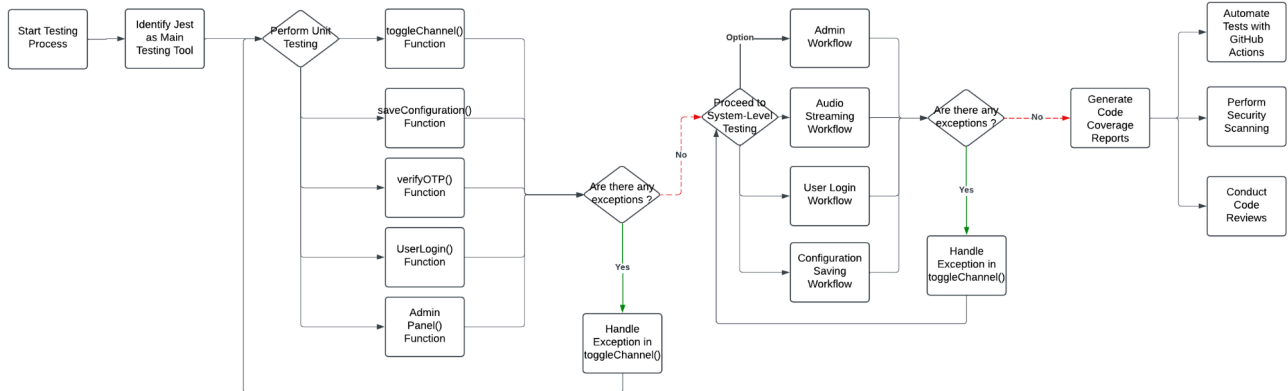 Start Testing
Process
Identify Jest
as Main
Testing Tool
Perform Unit
Testing
toggleChannel()
Function
saveConfiguration()
Function
verifyOTP()
Function
UserLogin()
Function
Admin
Panel()
Function
Are there any
exceptions ?
Yes
Handle
Exception in
toggleChannel()
No
Proceed to
System-Level
Testing
Option
Admin
Workflow
Audio
Streaming
Workflow
User Login
Workflow
Configuration
Saving
Workflow
Are there any
exceptions ?
Yes
Handle
Exception in
toggleChannel()
No
Generate
Code
Coverage
Reports
Automate
Tests with
GitHub
Actions
Perform
Security
Scanning
Conduct
Code
Reviews